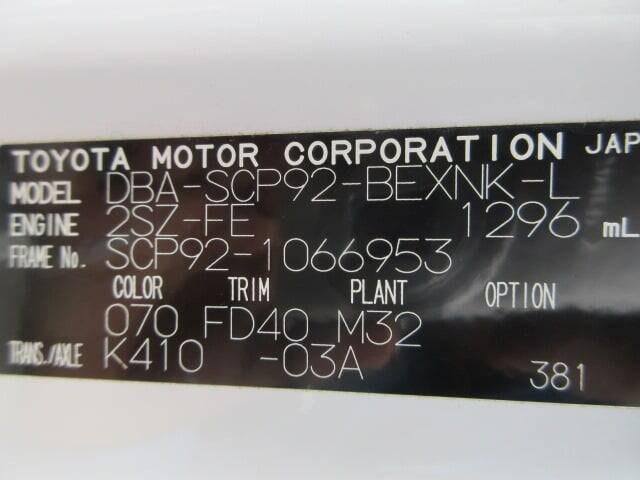 TOYOTA MOTOR CORPORATION JAP
MODEL DBA-SCP92-BEXNK-L
ENGINE 2SZ-FE 1296 mL
FRAME No. SCP92-1066953
COLOR TRIM PLANT OPTION
070 FD40 M32
TRANS./AXLE K410 -03A
381